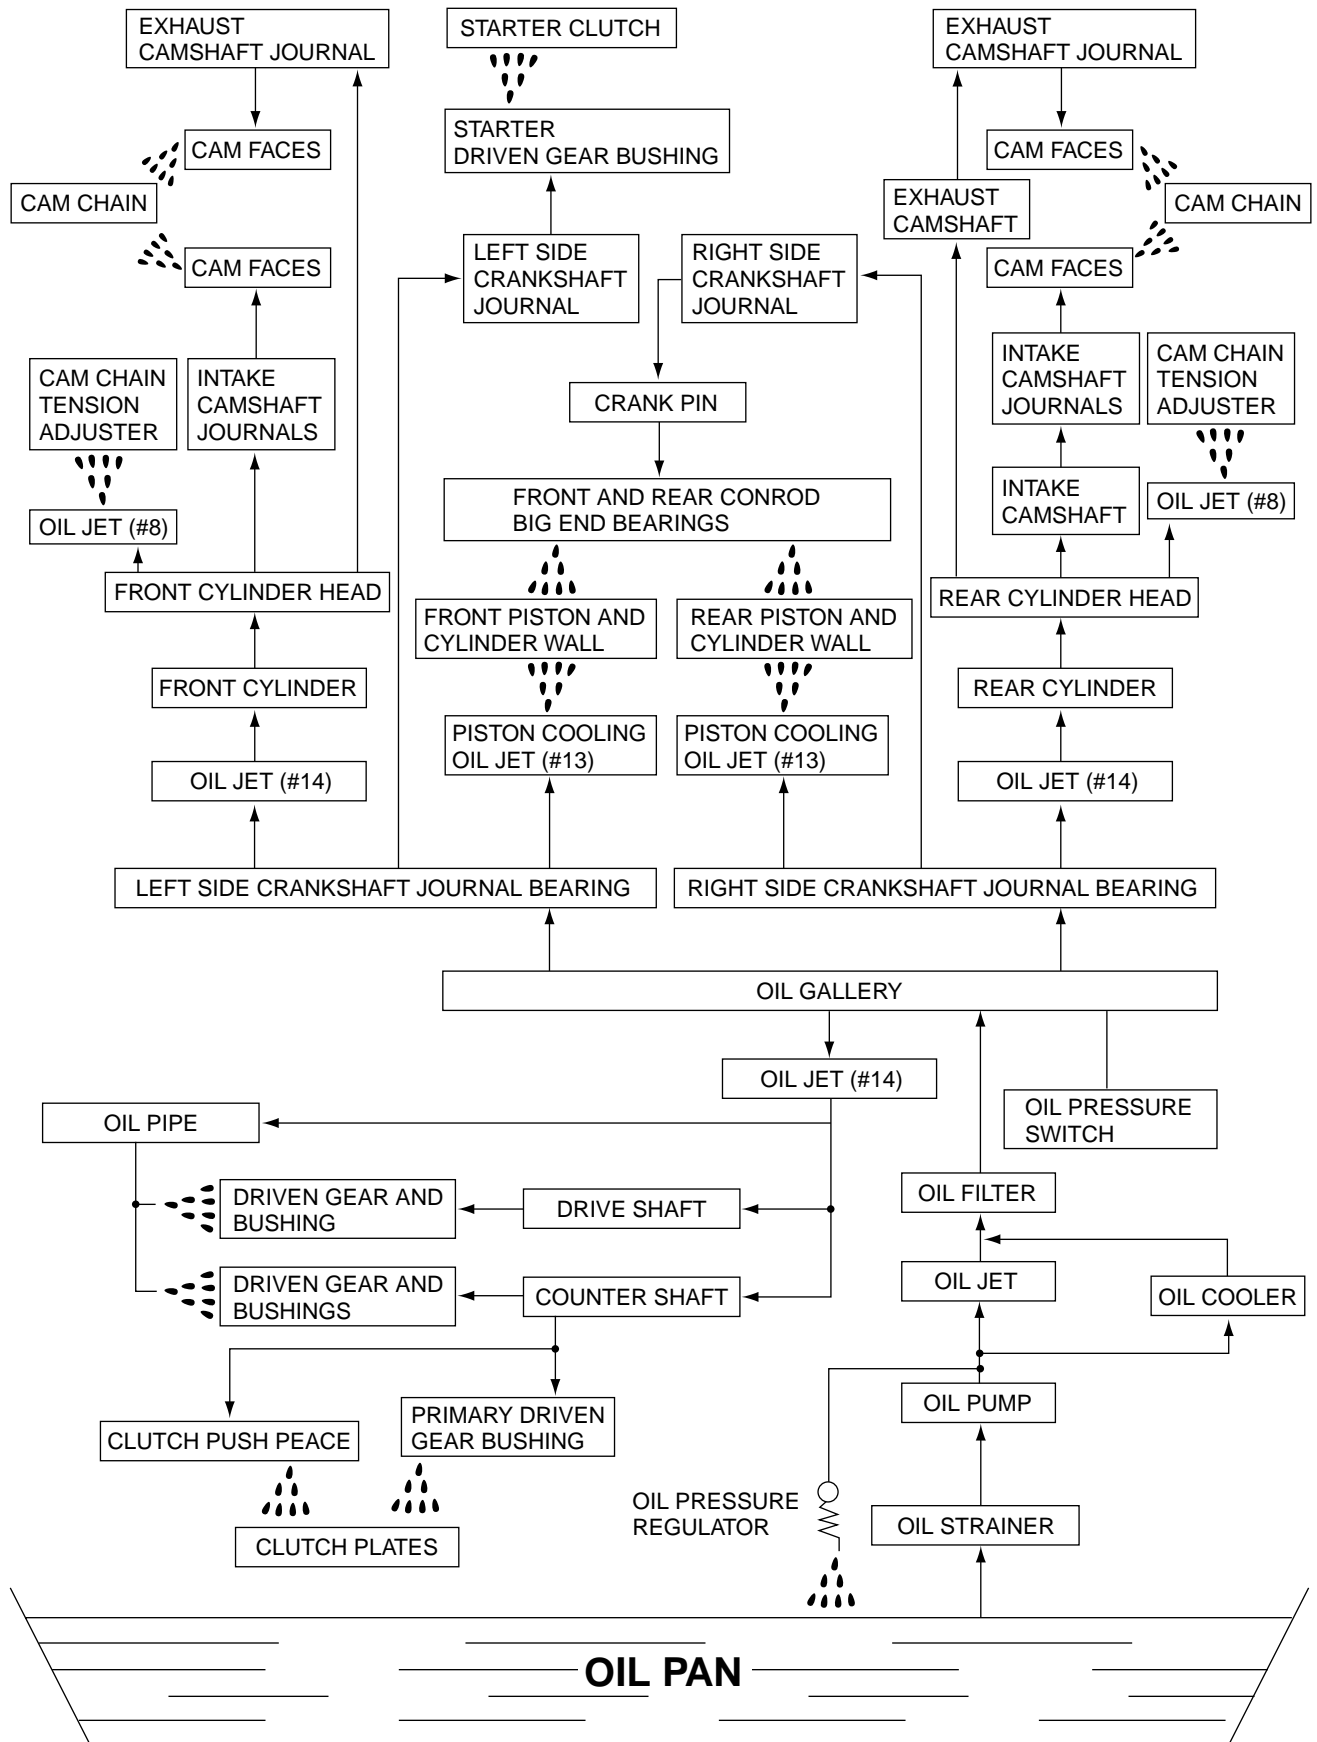 EXHAUST
CAMSHAFT JOURNAL
STARTER CLUTCH
EXHAUST
CAMSHAFT JOURNAL
STARTER
DRIVEN GEAR BUSHING
CAM FACES
CAM FACES
CAM CHAIN
EXHAUST
CAMSHAFT
CAM CHAIN
CAM FACES
LEFT SIDE
CRANKSHAFT
JOURNAL
RIGHT SIDE
CRANKSHAFT
JOURNAL
CAM FACES
CAM CHAIN
TENSION
ADJUSTER
INTAKE
CAMSHAFT
JOURNALS
CRANK PIN
INTAKE
CAMSHAFT
JOURNALS
CAM CHAIN
TENSION
ADJUSTER
OIL JET (#8)
FRONT AND REAR CONROD
BIG END BEARINGS
INTAKE
CAMSHAFT
OIL JET (#8)
FRONT CYLINDER HEAD
FRONT PISTON AND
CYLINDER WALL
REAR PISTON AND
CYLINDER WALL
REAR CYLINDER HEAD
FRONT CYLINDER
REAR CYLINDER
PISTON COOLING
OIL JET (#13)
PISTON COOLING
OIL JET (#13)
OIL JET (#14)
OIL JET (#14)
LEFT SIDE CRANKSHAFT JOURNAL BEARING
RIGHT SIDE CRANKSHAFT JOURNAL BEARING
OIL GALLERY
OIL JET (#14)
OIL PIPE
OIL PRESSURE
SWITCH
DRIVEN GEAR AND
BUSHING
DRIVE SHAFT
OIL FILTER
DRIVEN GEAR AND
BUSHINGS
COUNTER SHAFT
OIL JET
OIL COOLER
CLUTCH PUSH PEACE
PRIMARY DRIVEN
GEAR BUSHING
OIL PUMP
OIL PRESSURE
REGULATOR
OIL STRAINER
CLUTCH PLATES
OIL PAN